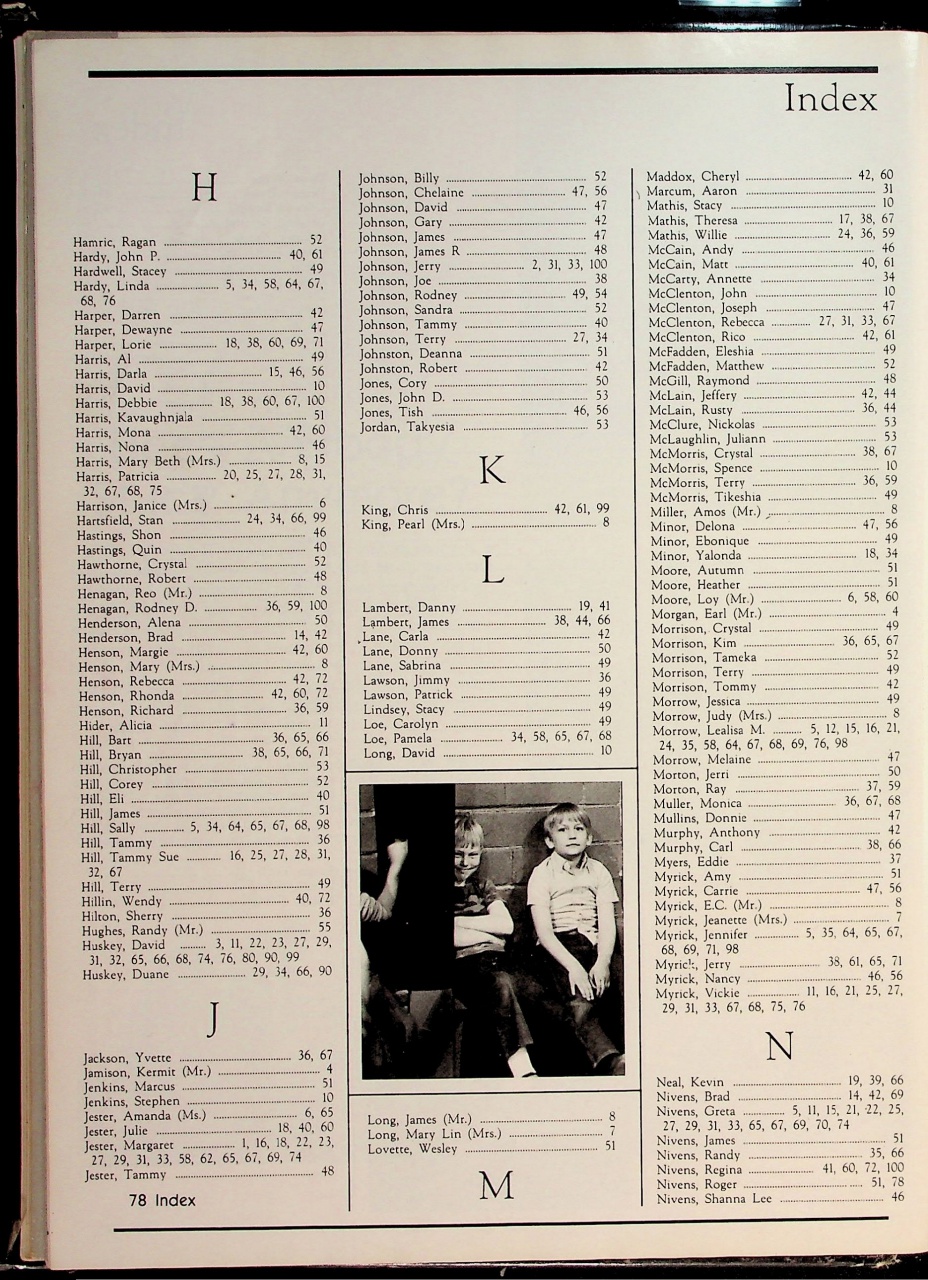 Index
H
Hamric, Ragan 52
Hardy, John P. 40, 61
Hardwell, Stacey 49
Hardy, Linda 5, 34, 58, 64, 67,
68, 76
Harper, Darren 42
Harper, Dewayne 47
Harper, Lorie 18, 38, 60, 69, 71
Harris, Al 49
Harris, Darla 15, 46, 56
Harris, David 10
Harris, Debbie 18, 38, 60, 67, 100
Harris, Kavaughnjala 51
Harris, Mona 42, 60
Harris, Nona 46
Harris, Mary Beth (Mrs.) 8, 15
Harris, Patricia 20, 25, 27, 28, 31,
32, 67, 68, 75
Harrison, Janice (Mrs.) 6
Hartsfield, Stan 24, 34, 66, 99
Hastings, Shon 46
Hastings, Quin 40
Hawthorne, Crystal 52
Hawthorne, Robert 48
Henagan, Reo (Mr.) 8
Henagan, Rodney D. 36, 59, 100
Henderson, Alena 50
Henderson, Brad 14, 42
Henson, Margie 42, 60
Henson, Mary (Mrs.) 8
Henson, Rebecca 42, 72
Henson, Rhonda 42, 60, 72
Henson, Richard 36, 59
Hider, Alicia 11
Hill, Bart 36, 65, 66
Hill, Bryan 38, 65, 66, 71
Hill, Christopher 53
Hill, Corey 52
Hill, Eli 40
Hill, James 51
Hill, Sally 5, 34, 64, 65, 67, 68, 98
Hill, Tammy 36
Hill, Tammy Sue 16, 25, 27, 28, 31,
32, 67
Hill, Terry 49
Hillin, Wendy 40, 72
Hilton, Sherry 36
Hughes, Randy (Mr.) 55
Huskey, David 3, 11, 22, 23, 27, 29,
31, 32, 65, 66, 68, 74, 76, 80, 90, 99
Huskey, Duane 29, 34, 66, 90
J
Jackson, Yvette 36, 67
Jamison, Kermit (Mr.) 4
Jenkins, Marcus 51
Jenkins, Stephen 10
Jester, Amanda (Ms.) 6, 65
Jester, Julie 18, 40, 60
Jester, Margaret 1, 16, 18, 22, 23,
27, 29, 31, 33, 58, 62, 65, 67, 69, 74
Jester, Tammy 48
Johnson, Billy 52
Johnson, Chelaine 47, 56
Johnson, David 47
Johnson, Gary 42
Johnson, James 47
Johnson, James R 48
Johnson, Jerry 2, 31, 33, 100
Johnson, Joe 38
Johnson, Rodney 49, 54
Johnson, Sandra 52
Johnson, Tammy 40
Johnson, Terry 27, 34
Johnston, Deanna 51
Johnston, Robert 42
Jones, Cory 50
Jones, John D. 53
Jones, Tish 46, 56
Jordan, Takyesia 53
K
King, Chris 42, 61, 99
King, Pearl (Mrs.) 8
L
Lambert, Danny 19, 41
Lambert, James 38, 44, 66
Lane, Carla 42
Lane, Donny 50
Lane, Sabrina 49
Lawson, Jimmy 36
Lawson, Patrick 49
Lindsey, Stacy 49
Loe, Carolyn 49
Loe, Pamela 34, 58, 65, 67, 68
Long, David 10
Long, James (Mr.) 8
Long, Mary Lin (Mrs.) 7
Lovette, Wesley 51
M
Maddox, Cheryl 42, 60
Marcum, Aaron 31
Mathis, Stacy 10
Mathis, Theresa 17, 38, 67
Mathis, Willie 24, 36, 59
McCain, Andy 46
McCain, Matt 40, 61
McCarty, Annette 34
McClenton, John 10
McClenton, Joseph 47
McClenton, Rebecca 27, 31, 33, 67
McClenton, Rico 42, 61
McFadden, Eleshia 49
McFadden, Matthew 52
McGill, Raymond 48
McLain, Jeffery 42, 44
McLain, Rusty 36, 44
McClure, Nickolas 53
McLaughlin, Juliann 53
McMorris, Crystal 38, 67
McMorris, Spence 10
McMorris, Terry 36, 59
McMorris, Tikeshia 49
Miller, Amos (Mr.) 8
Minor, Delona 47, 56
Minor, Ebonique 49
Minor, Yalonda 18, 34
Moore, Autumn 51
Moore, Heather 51
Moore, Loy (Mr.) 6, 58, 60
Morgan, Earl (Mr.) 4
Morrison, Crystal 49
Morrison, Kim 36, 65, 67
Morrison, Tameka 52
Morrison, Terry 49
Morrison, Tommy 42
Morrow, Jessica 49
Morrow, Judy (Mrs.) 8
Morrow, Lealisa M. 5, 12, 15, 16, 21,
24, 35, 58, 64, 67, 68, 69, 76, 98
Morrow, Melaine 47
Morton, Jerri 50
Morton, Ray 37, 59
Muller, Monica 36, 67, 68
Mullins, Donnie 47
Murphy, Anthony 42
Murphy, Carl 38, 66
Myers, Eddie 37
Myrick, Amy 51
Myrick, Carrie 47, 56
Myrick, E.C. (Mr.) 8
Myrick, Jeanette (Mrs.) 7
Myrick, Jennifer 5, 35, 64, 65, 67,
68, 69, 71, 98
Myrick, Jerry 38, 61, 65, 71
Myrick, Nancy 46, 56
Myrick, Vickie 11, 16, 21, 25, 27,
29, 31, 33, 67, 68, 75, 76
N
Neal, Kevin 19, 39, 66
Nivens, Brad 14, 42, 69
Nivens, Greta 5, 11, 15, 21, 22, 25,
27, 29, 31, 33, 65, 67, 69, 70, 74
Nivens, James 51
Nivens, Randy 35, 66
Nivens, Regina 41, 60, 72, 100
Nivens, Roger 51, 78
Nivens, Shanna Lee 46
78 Index